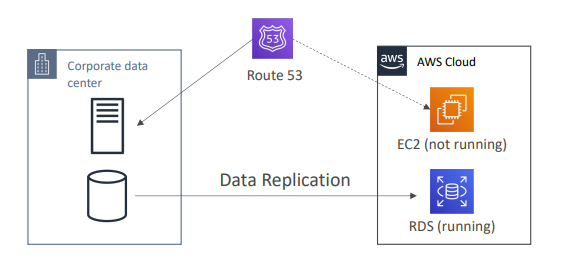 53
Route 53
Corporate data
center
aws
AWS Cloud
EC2 (not running)
Data Replication
RDS (running)